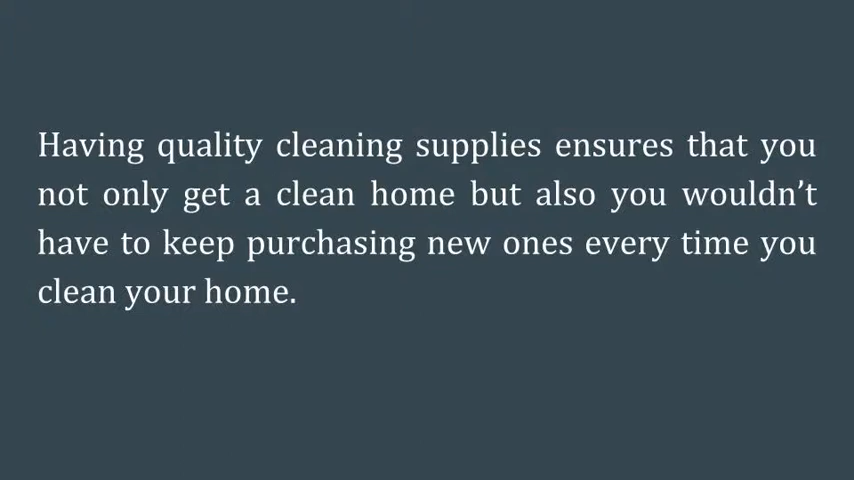 Having quality cleaning supplies ensures that you
not only get a clean home but also you wouldn’t
have to keep purchasing new ones every time you
clean your home.